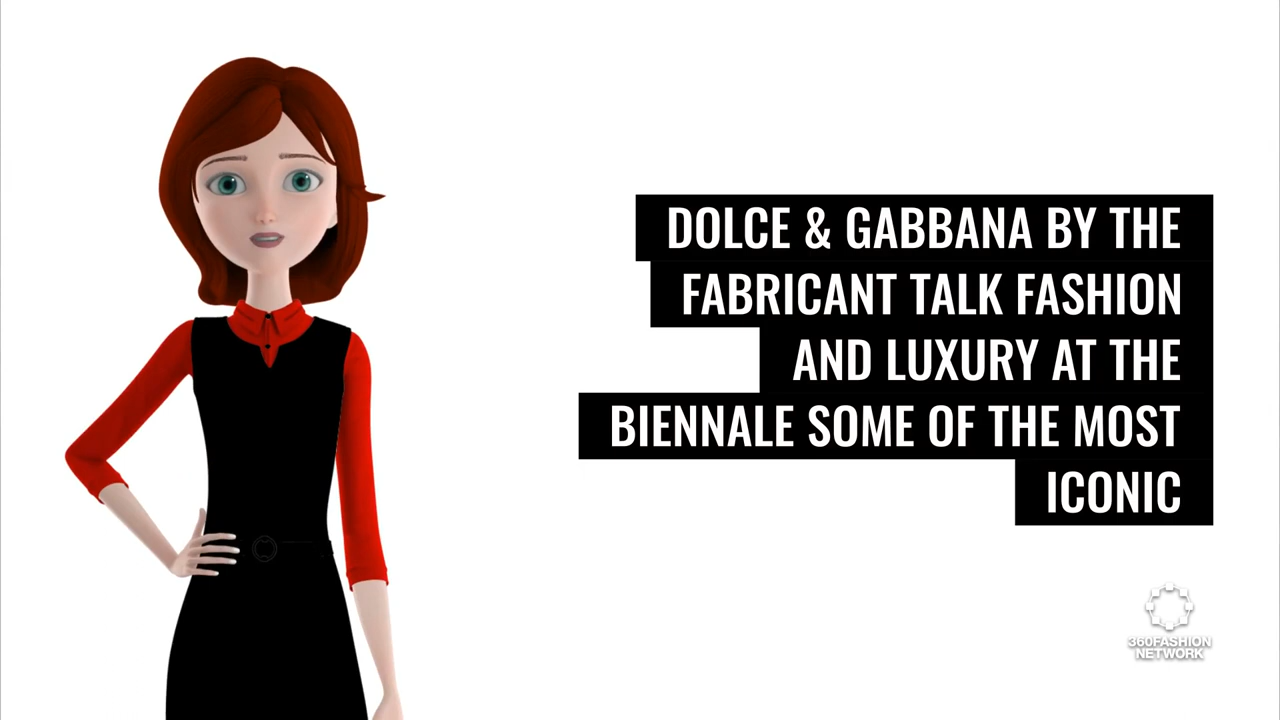 DOLCE & GABBANA BY THE
FABRICANT TALK FASHION
AND LUXURY AT THE
BIENNALE SOME OF THE MOST
ICONIC
360FASHION
NETWORK